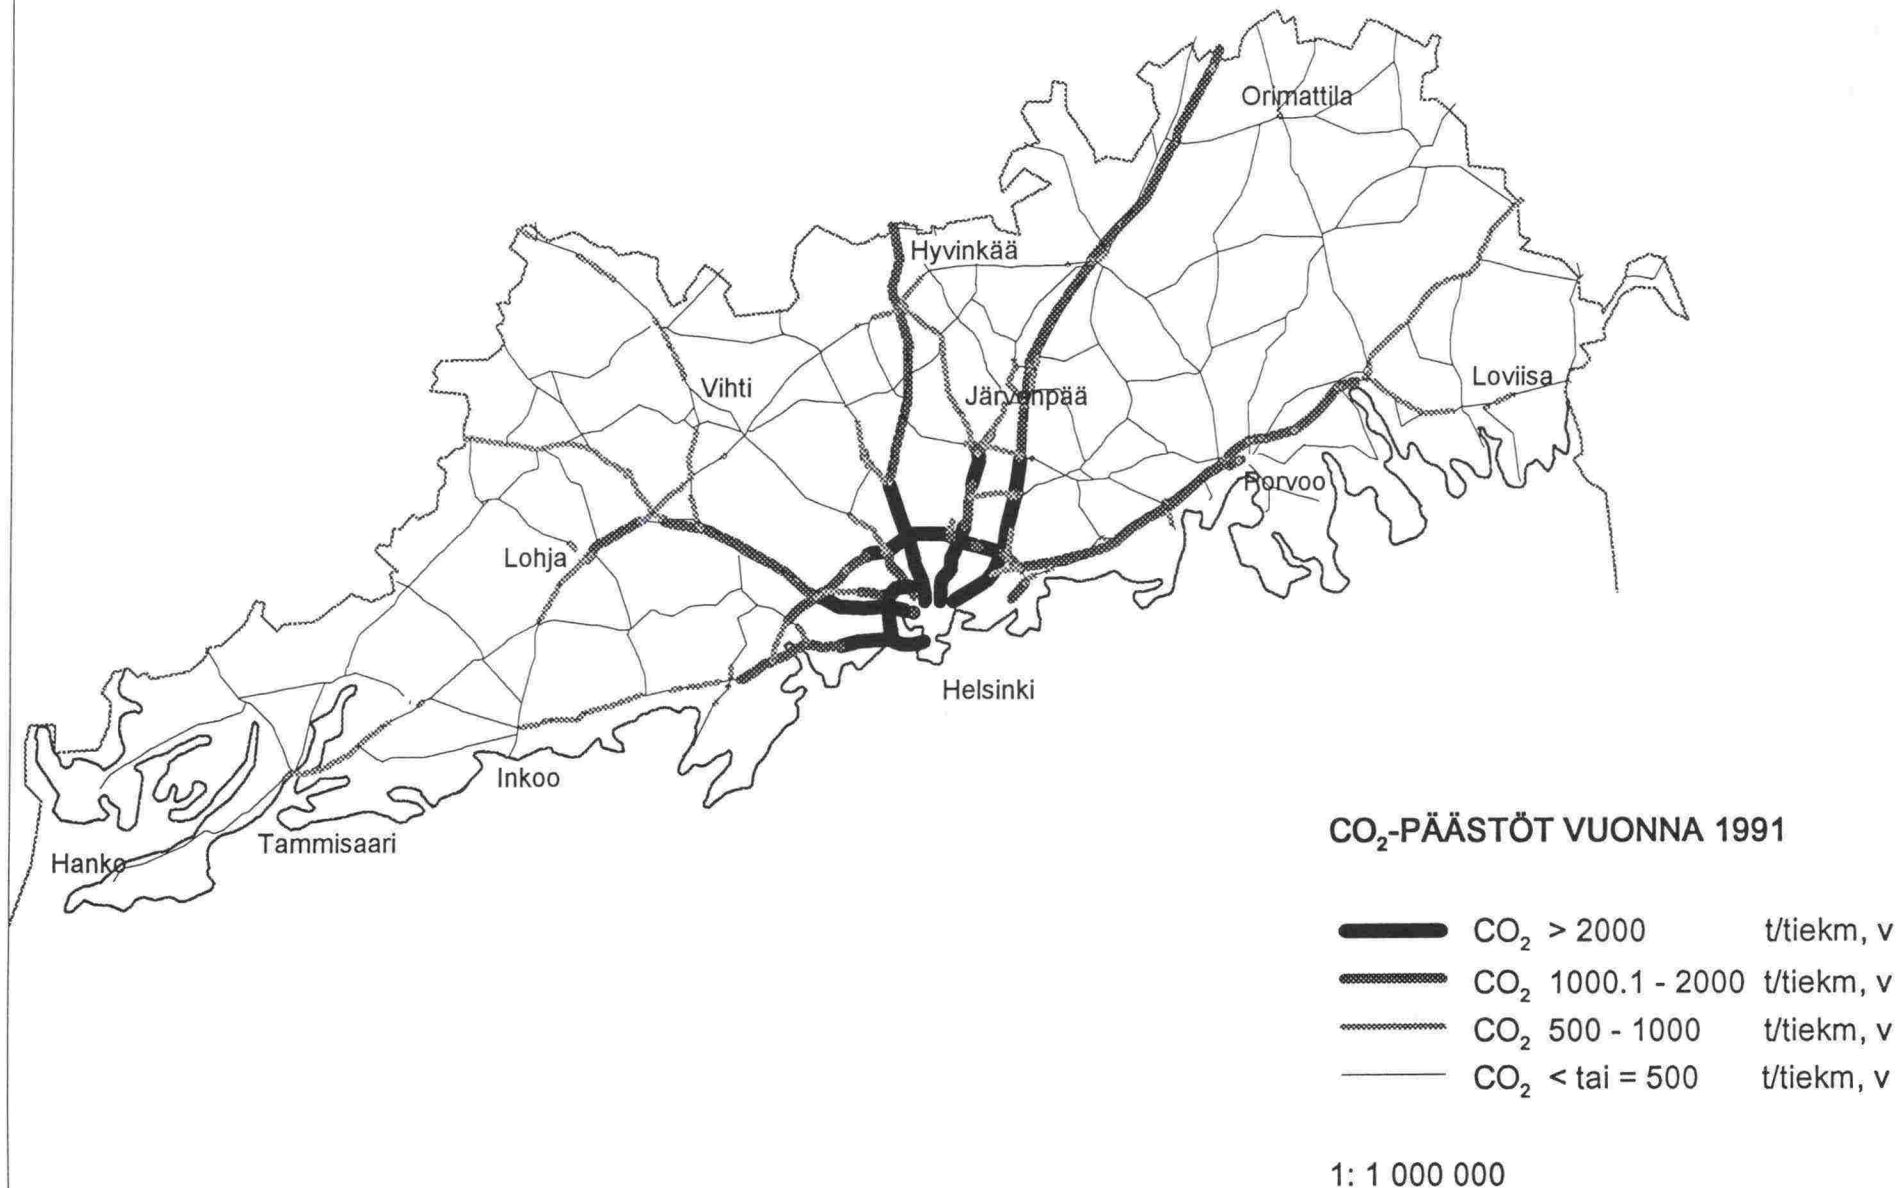 Orimattila
Hyvinkää
Vihti
Järvenpää
Loviisa
Porvoo
Lohja
Helsinki
Inkoo
Tammisaari
Hanko
CO₂-PÄÄSTÖT VUONNA 1991
CO₂ > 2000 t/tiekm, v
CO₂ 1000.1 - 2000 t/tiekm, v
CO₂ 500 - 1000 t/tiekm, v
CO₂ < tai = 500 t/tiekm, v
1: 1 000 000